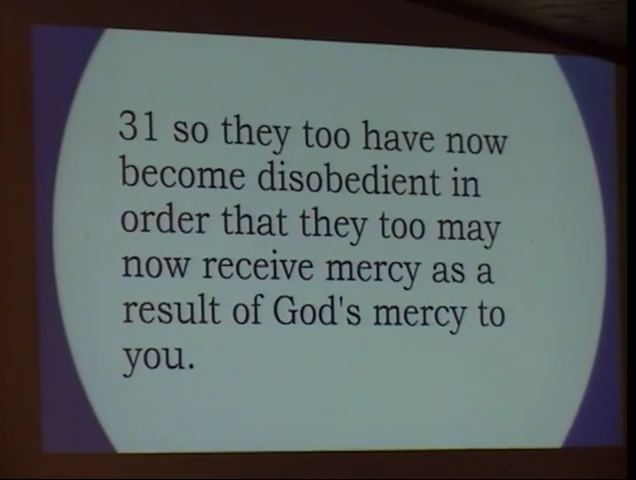 31 so they too have now
become disobedient in
order that they too may
now receive mercy as a
result of God's mercy to
you.